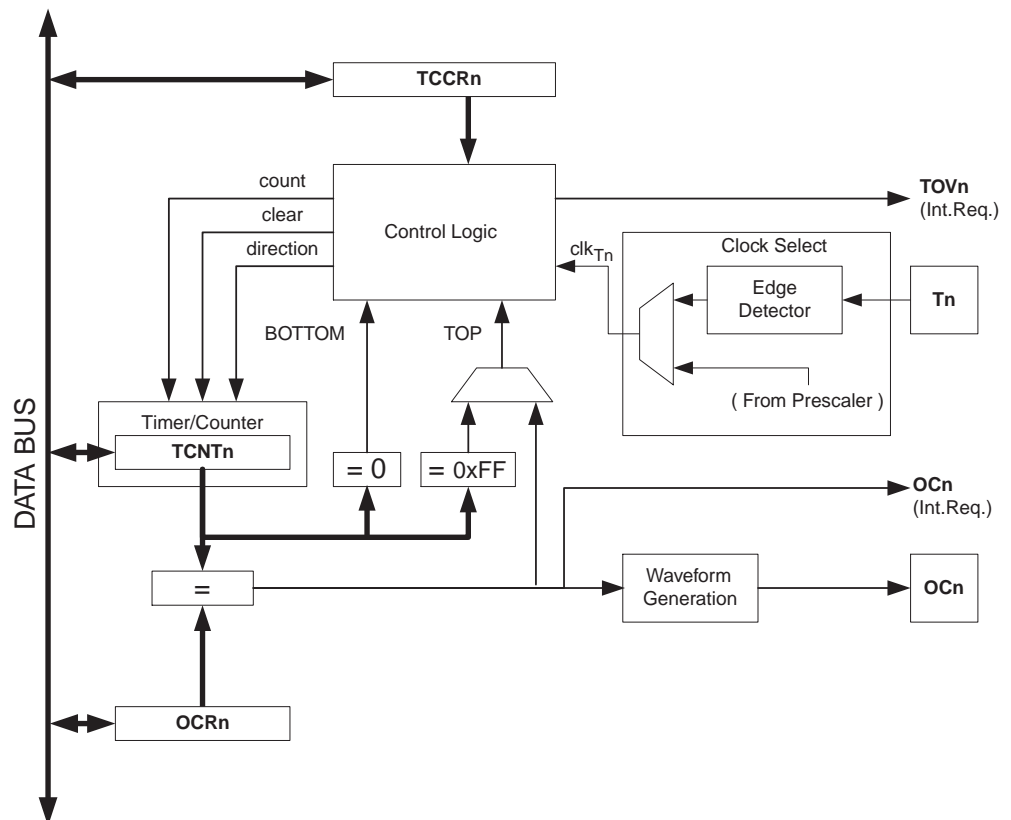 TCCRn
count
clear
direction
Control Logic
TOVn
(Int.Req.)
clkTn
Clock Select
Edge
Detector
Tn
( From Prescaler )
BOTTOM
TOP
Timer/Counter
TCNTn
= 0
= 0xFF
DATA BUS
OCn
(Int.Req.)
=
Waveform
Generation
OCn
OCRn